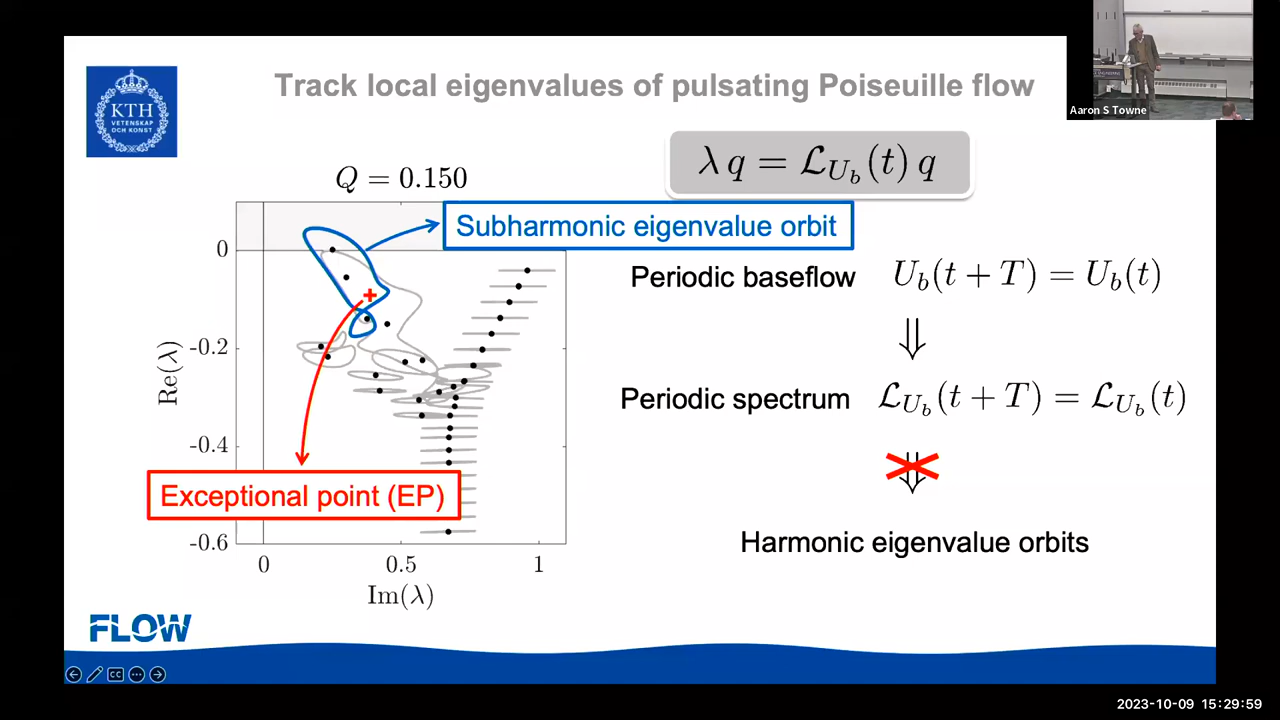 Track local eigenvalues of pulsating Poiseuille flow
KTH
VETENSKAP
OCH KONST
Aaron S Towne
λ q = 𝓛_{U_b}(t) q
Q = 0.150
Subharmonic eigenvalue orbit
Periodic baseflow U_b(t + T) = U_b(t)
⇓
Periodic spectrum 𝓛_{U_b}(t + T) = 𝓛_{U_b}(t)
⇓
Harmonic eigenvalue orbits
Exceptional point (EP)
Re(λ)
0
-0.2
-0.4
-0.6
0 0.5 1
Im(λ)
FLOW
CC
2023-10-09 15:29:59